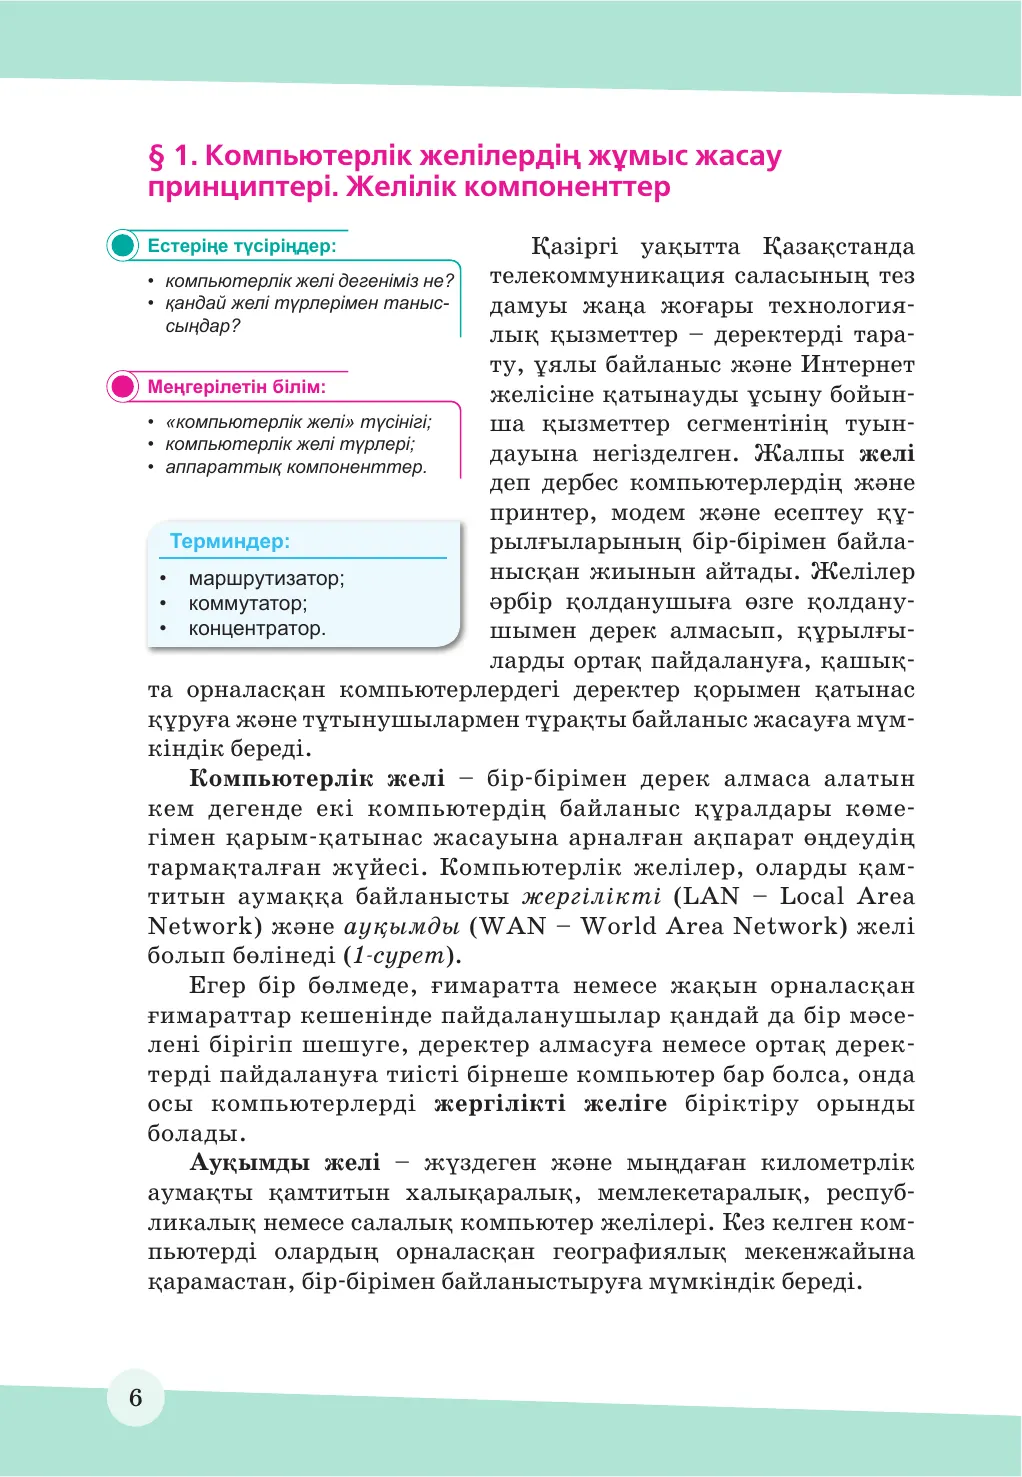 § 1. Компьютерлік желілердің жұмыс жасау
принциптері. Желілік компоненттер
Естеріңе түсіріңдер:
• компьютерлік желі дегеніміз не?
• қандай желі түрлерімен таныс-
сыңдар?
Меңгерілетін білім:
• «компьютерлік желі» түсінігі;
• компьютерлік желі түрлері;
• аппараттық компоненттер.
Терминдер:
• маршрутизатор;
• коммутатор;
• концентратор.
Қазіргі уақытта Қазақстанда
телекоммуникация саласының тез
дамуы жаңа жоғары технология-
лық қызметтер – деректерді тара-
ту, ұялы байланыс және Интернет
желісіне қатынауды ұсыну бойын-
ша қызметтер сегментінің туын-
дауына негізделген. Жалпы желі
деп дербес компьютерлердің және
принтер, модем және есептеу құ-
рылғыларының бір-бірімен байла-
нысқан жиынын айтады. Желілер
әрбір қолданушыға өзге қолдану-
шымен дерек алмасып, құрылғы-
ларды ортақ пайдалануға, қашық-
та орналасқан компьютерлердегі деректер қорымен қатынас
құруға және тұтынушылармен тұрақты байланыс жасауға мүм-
кіндік береді.
Компьютерлік желі – бір-бірімен дерек алмаса алатын
кем дегенде екі компьютердің байланыс құралдары көме-
гімен қарым-қатынас жасауына арналған ақпарат өңдеудің
тармақталған жүйесі. Компьютерлік желілер, оларды қам-
титын аумаққа байланысты жергілікті (LAN – Local Area
Network) және ауқымды (WAN – World Area Network) желі
болып бөлінеді (1-сурет).
Егер бір бөлмеде, ғимаратта немесе жақын орналасқан
ғимараттар кешенінде пайдаланушылар қандай да бір мәсе-
лені бірігіп шешуге, деректер алмасуға немесе ортақ дерек-
терді пайдалануға тиісті бірнеше компьютер бар болса, онда
осы компьютерлерді жергілікті желіге біріктіру орынды
болады.
Ауқымды желі – жүздеген және мыңдаған километрлік
аумақты қамтитын халықаралық, мемлекетаралық, респуб-
ликалық немесе салалық компьютер желілері. Кез келген ком-
пьютерді олардың орналасқан географиялық мекенжайына
қарамастан, бір-бірімен байланыстыруға мүмкіндік береді.
6